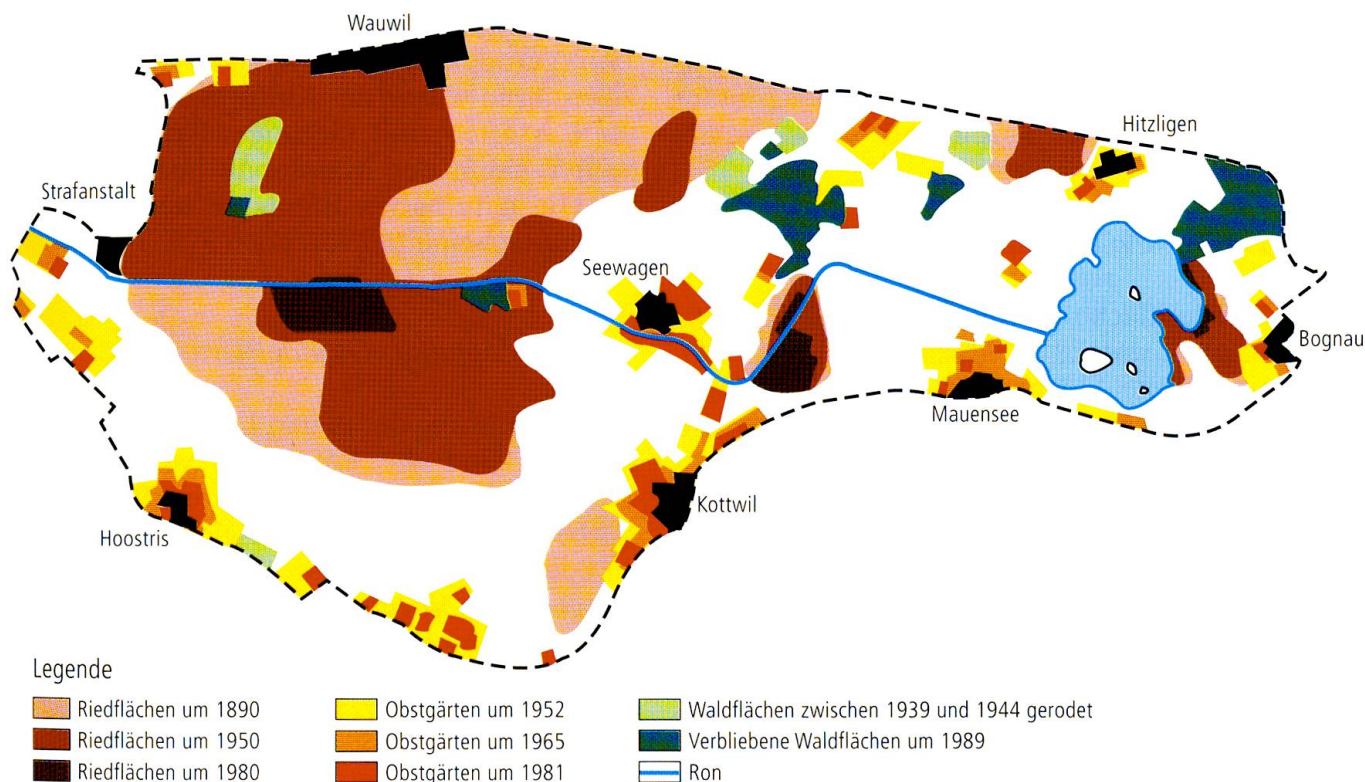 Wauwil
Hitzligen
Strafanstalt
Seewagen
Bognau
Mauensee
Kottwil
Hoostris
Legende
Riedflächen um 1890
Riedflächen um 1950
Riedflächen um 1980
Obstgärten um 1952
Obstgärten um 1965
Obstgärten um 1981
Waldflächen zwischen 1939 und 1944 gerodet
Verbliebene Waldflächen um 1989
Ron